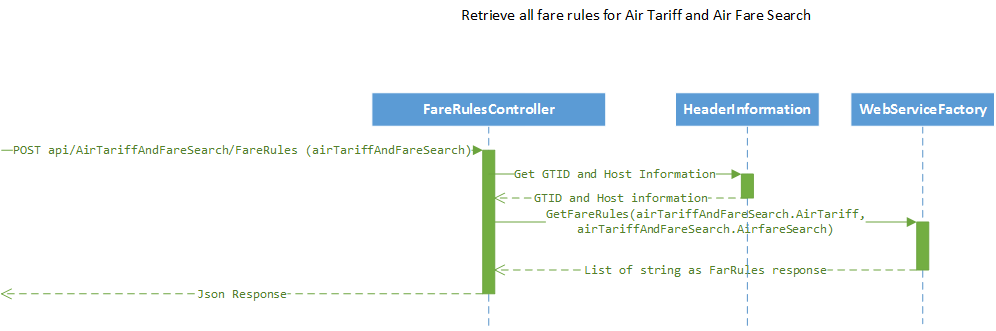 Retrieve all fare rules for Air Tariff and Air Fare Search
FareRulesController
HeaderInformation
WebServiceFactory
POST api/AirTariffAndFareSearch/FareRules (airTariffAndFareSearch)
Get GTID and Host Information
GTID and Host information
GetFareRules(airTariffAndFareSearch.AirTariff,
airTariffAndFareSearch.AirfareSearch)
List of string as FarRules response
Json Response